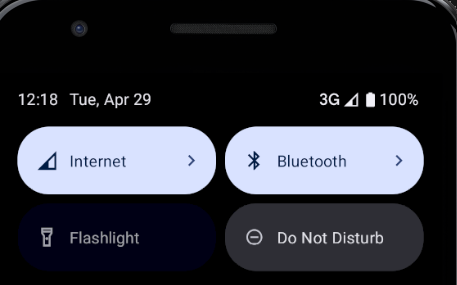 12:18 Tue, Apr 29 3G 100%
Internet Bluetooth
Flashlight Do Not Disturb